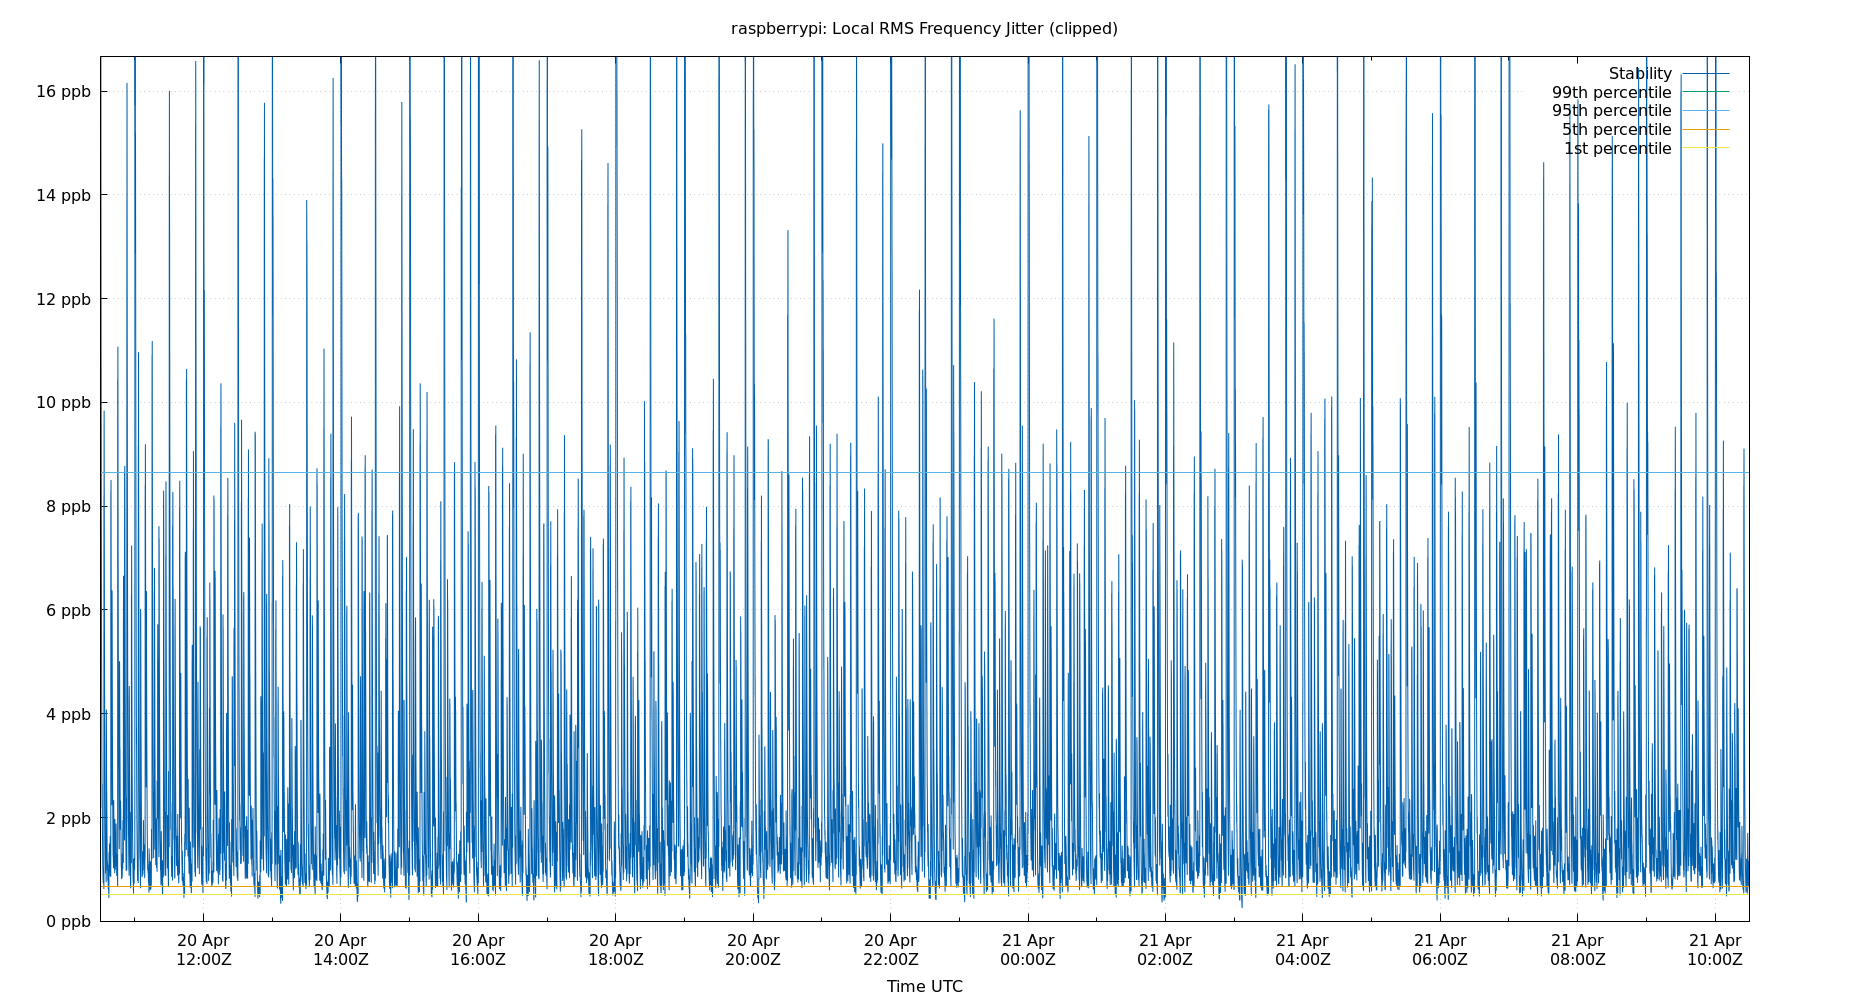 raspberrypi: Local RMS Frequency Jitter (clipped)
Stability
99th percentile
95th percentile
5th percentile
1st percentile
16 ppb
14 ppb
12 ppb
10 ppb
8 ppb
6 ppb
4 ppb
2 ppb
0 ppb
20 Apr 20 Apr 20 Apr 20 Apr 20 Apr 20 Apr 21 Apr 21 Apr 21 Apr 21 Apr 21 Apr 21 Apr
12:00Z 14:00Z 16:00Z 18:00Z 20:00Z 22:00Z 00:00Z 02:00Z 04:00Z 06:00Z 08:00Z 10:00Z
Time UTC